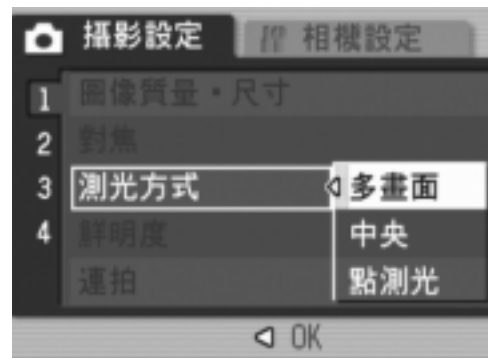 攝影設定 相機設定
1 圖像質量・尺寸
2 對焦
3 測光方式 多畫面
4 鮮明度 中央
連拍 點測光
OK